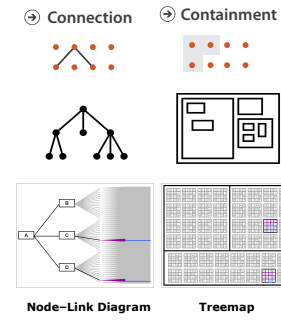 Connection
Containment
B
A
C
D
Node–Link Diagram
Treemap